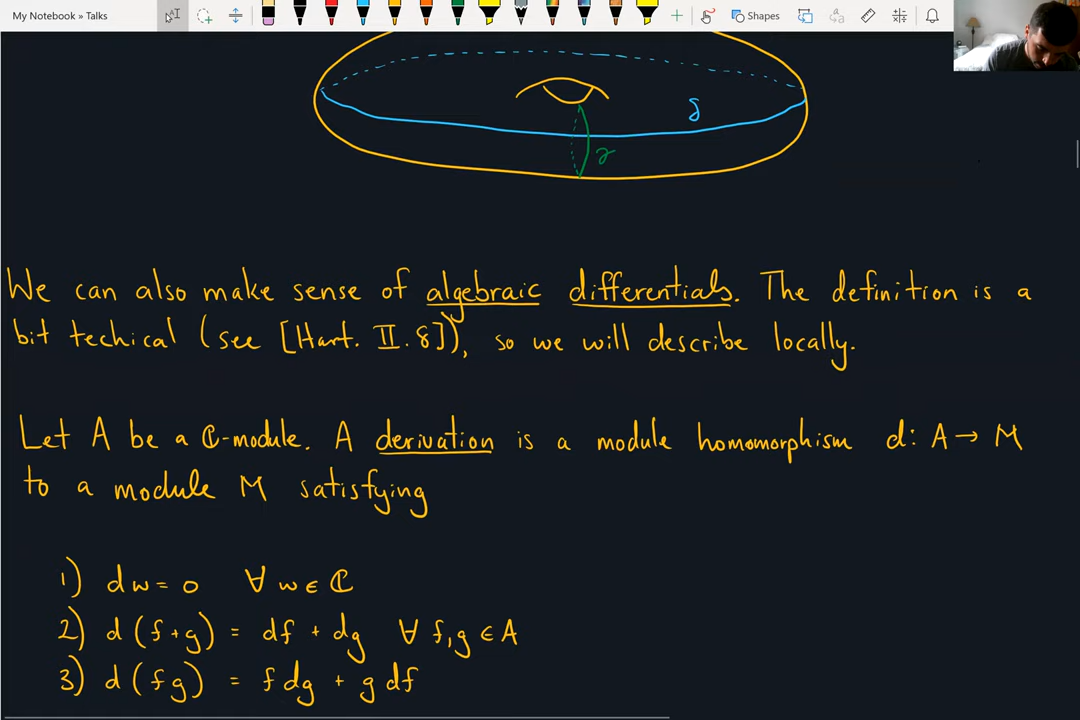 My Notebook » Talks
Shapes
δ
γ
We can also make sense of algebraic differentials. The definition is a
bit techical (see [Hart. II.8]), so we will describe locally.
Let A be a ℂ-module. A derivation is a module homomorphism d: A → M
to a module M satisfying
1) dw = 0 ∀ w ∈ ℂ
2) d(f+g) = df + dg ∀ f,g ∈ A
3) d(fg) = f dg + g df